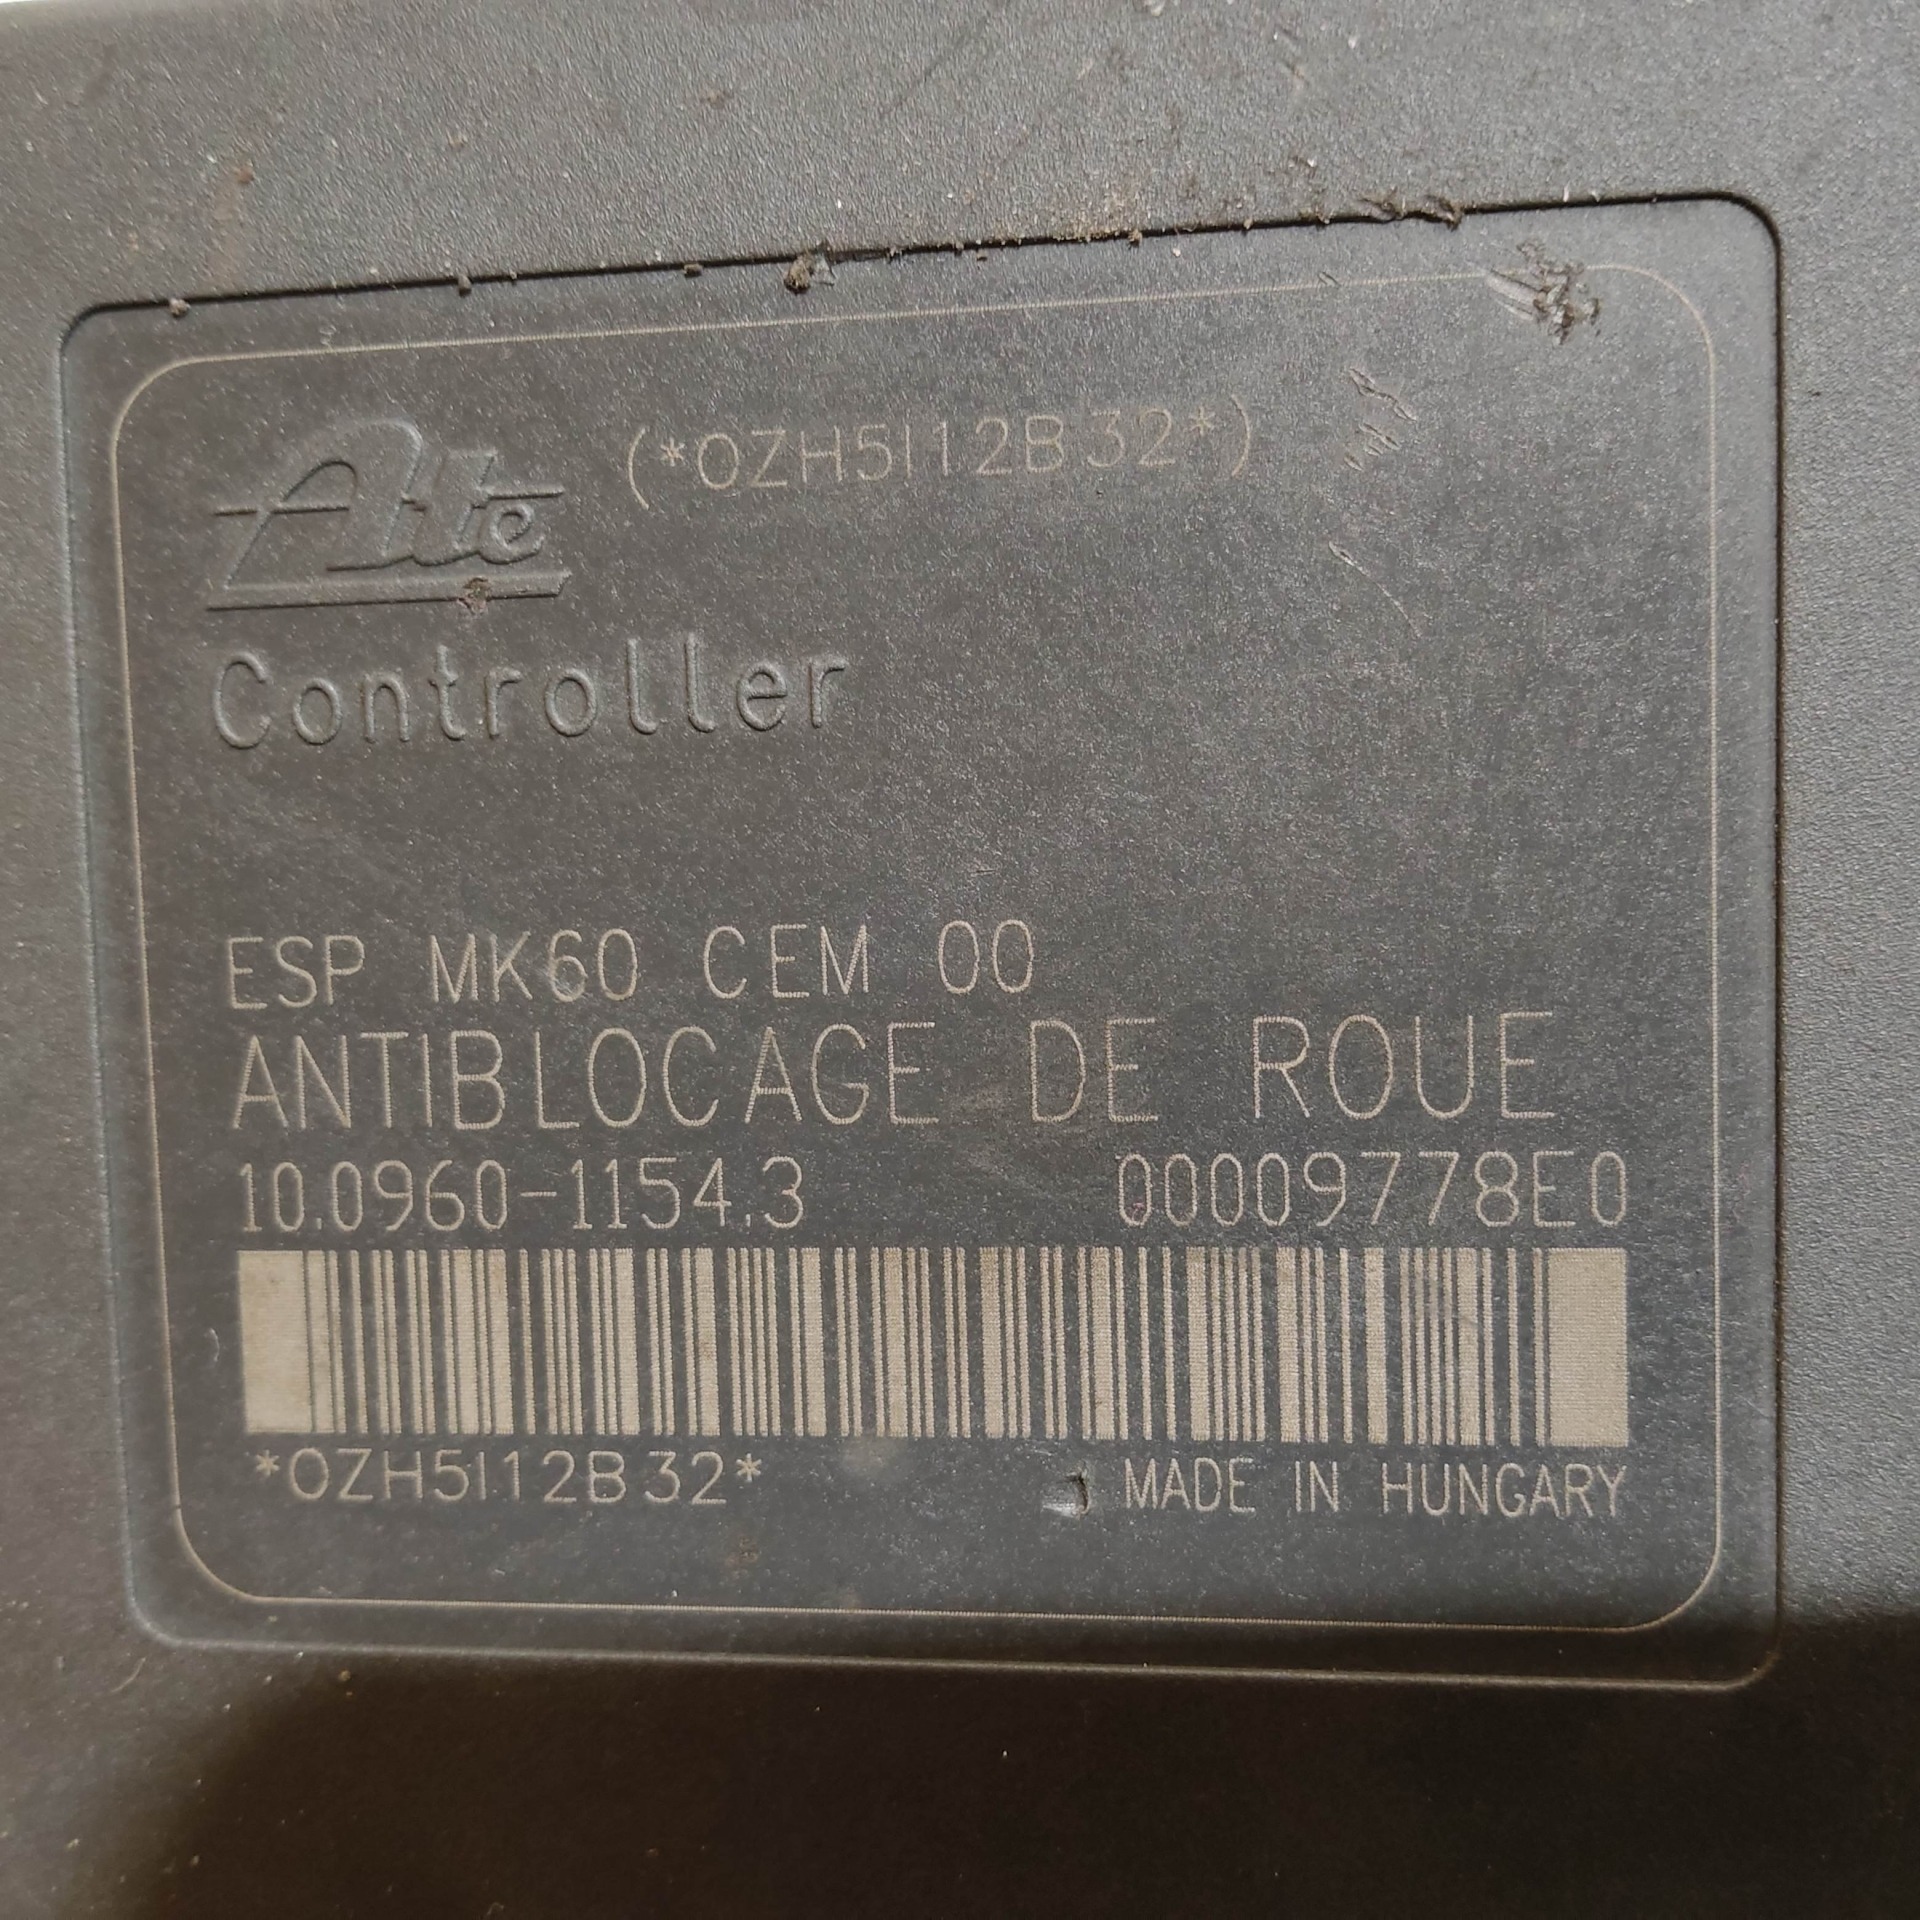 Ate (*0ZH5I12B32*)
Controller
ESP MK60 CEM 00
ANTIBLOCAGE DE ROUE
10.0960-1154.3 00009778E0
*0ZH5I12B32* MADE IN HUNGARY